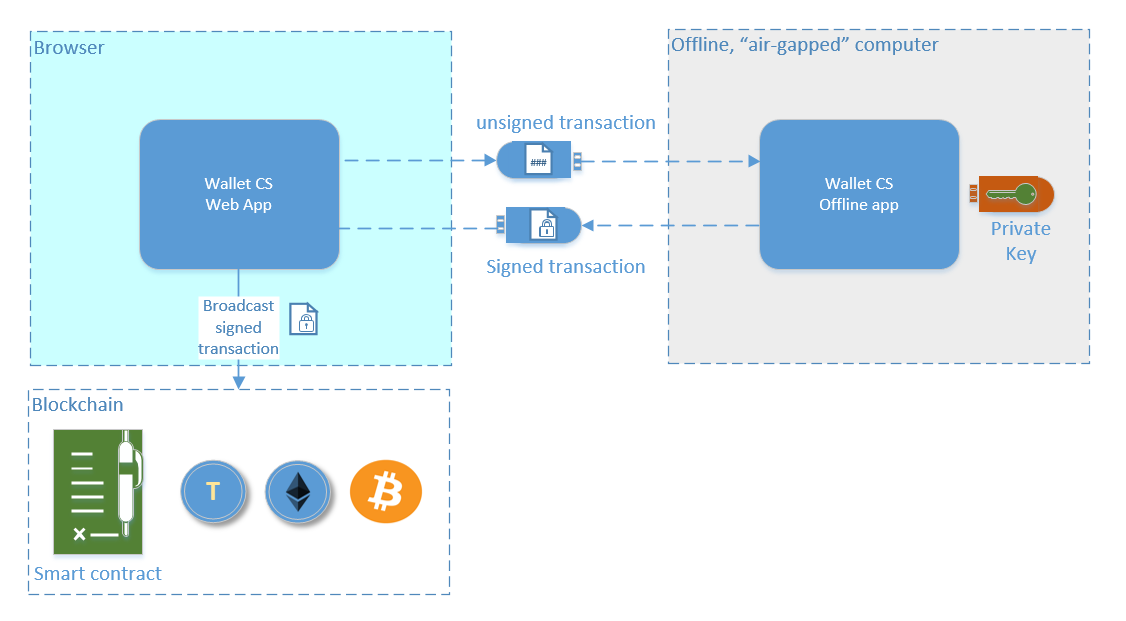 Browser
Offline, “air-gapped” computer
unsigned transaction
###
Wallet CS
Web App
Wallet CS
Offline app
Private
Key
Signed transaction
Broadcast
signed
transaction
Blockchain
T
Smart contract